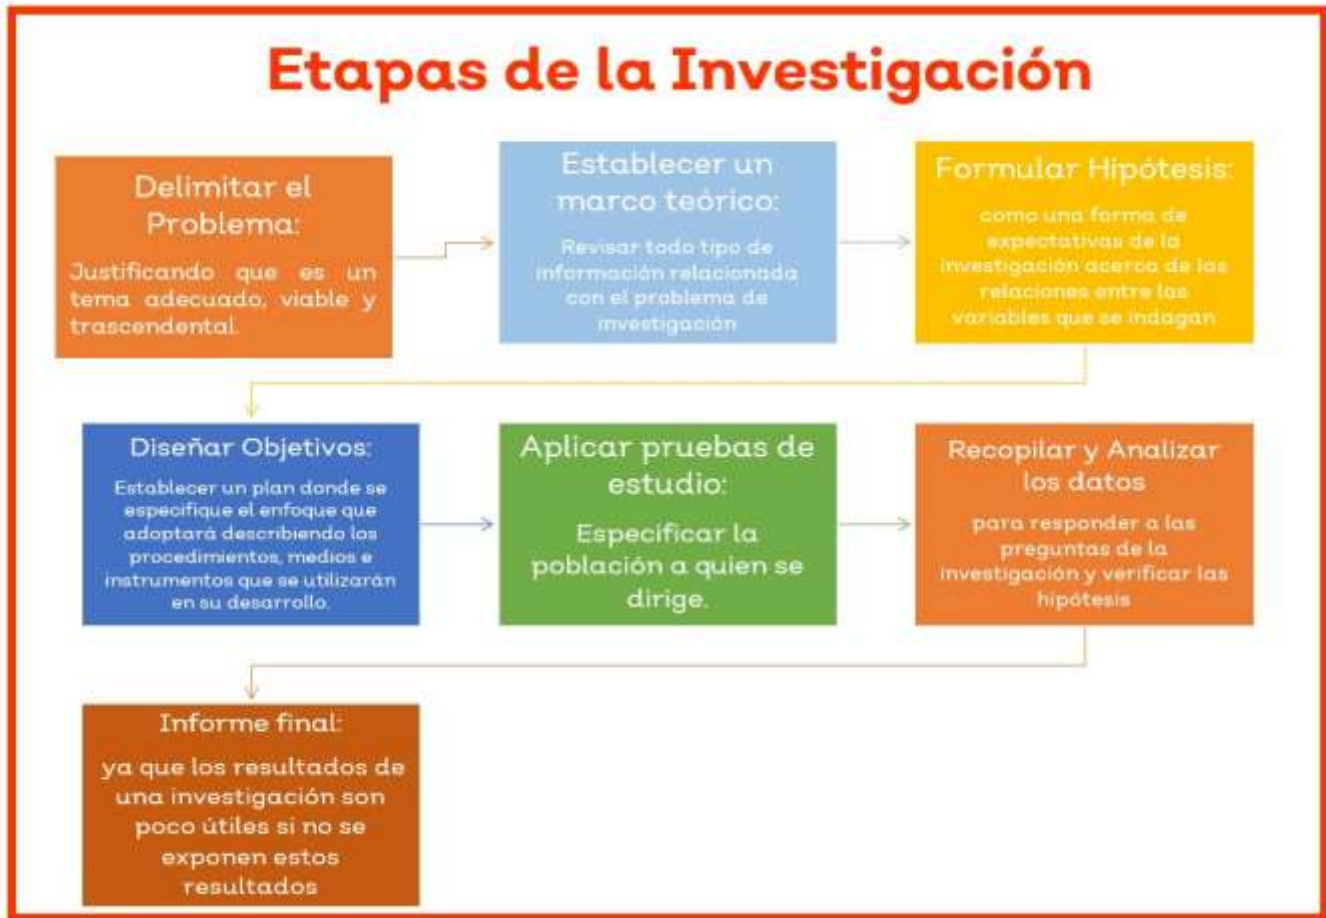 Etapas de la Investigación
Delimitar el
Problema:
Justificando que es un
tema adecuado, viable y
trascendental.
Establecer un
marco teórico:
Revisar todo tipo de
información relacionada
con el problema de
investigación
Formular Hipótesis:
como una forma de
expectativas de la
investigación acerca de las
relaciones entre las
variables que se indagan
Diseñar Objetivos:
Establecer un plan donde se
especifique el enfoque que
adoptará describiendo los
procedimientos, medios e
instrumentos que se utilizarán
en su desarrollo.
Aplicar pruebas de
estudio:
Especificar la
población a quien se
dirige.
Recopilar y Analizar
los datos
para responder a las
preguntas de la
investigación y verificar las
hipótesis
Informe final:
ya que los resultados de
una investigación son
poco útiles si no se
exponen estos
resultados